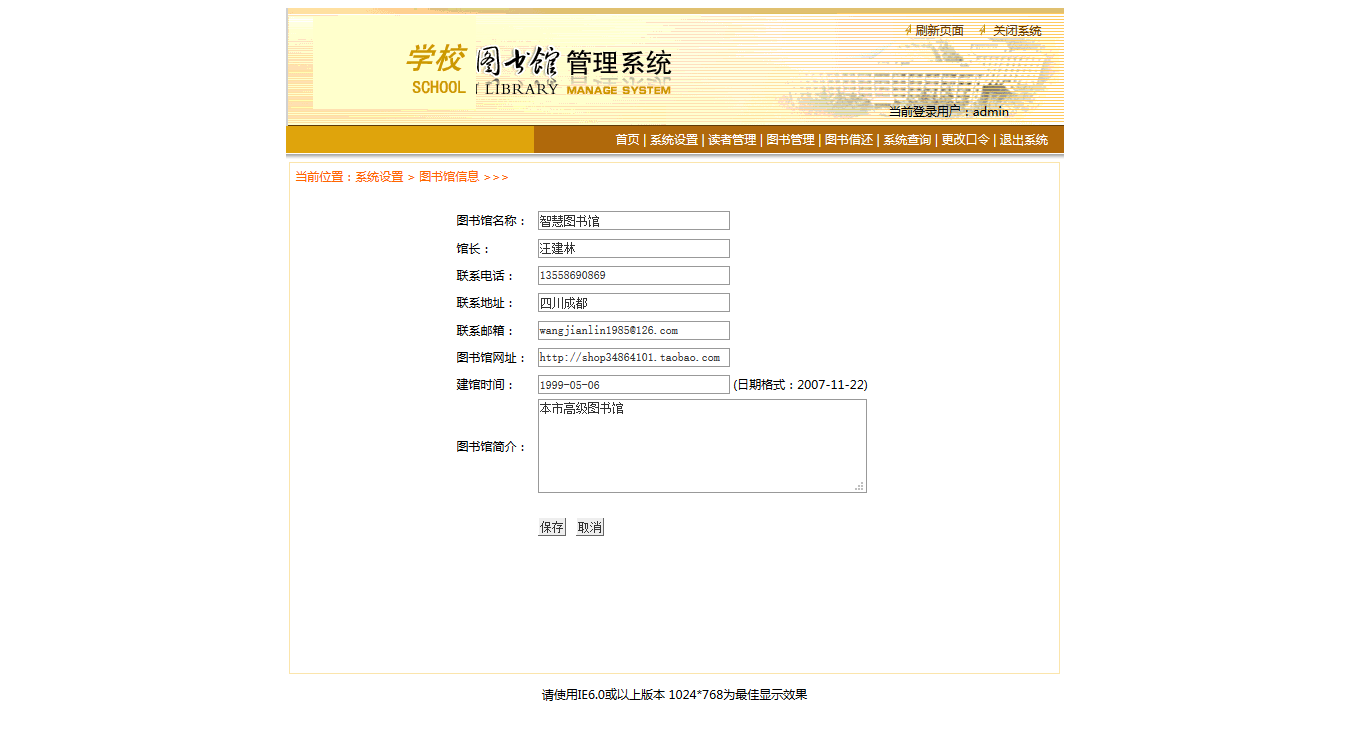 刷新页面 关闭系统
学校 图书馆 管理系统
SCHOOL LIBRARY MANAGE SYSTEM
当前登录用户：admin
首页 | 系统设置 | 读者管理 | 图书管理 | 图书借还 | 系统查询 | 更改口令 | 退出系统
当前位置：系统设置 > 图书馆信息 >>>
图书馆名称： 智慧图书馆
馆长： 汪建林
联系电话： 13558690869
联系地址： 四川成都
联系邮箱： wangjianlin1985@126.com
图书馆网址： http://shop34864101.taobao.com
建馆时间： 1999-05-06 (日期格式：2007-11-22)
图书馆简介： 本市高级图书馆
保存 取消
请使用IE6.0或以上版本 1024*768为最佳显示效果